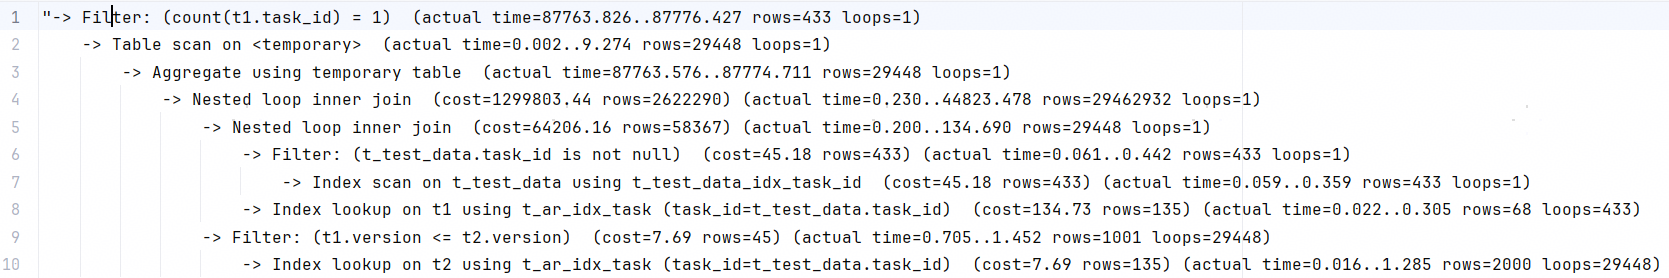 1 "-> Filter: (count(t1.task_id) = 1)  (actual time=87763.826..87776.427 rows=433 loops=1)
2     -> Table scan on <temporary>  (actual time=0.002..9.274 rows=29448 loops=1)
3         -> Aggregate using temporary table  (actual time=87763.576..87774.711 rows=29448 loops=1)
4             -> Nested loop inner join  (cost=1299803.44 rows=2622290) (actual time=0.230..44823.478 rows=29462932 loops=1)
5                 -> Nested loop inner join  (cost=64206.16 rows=58367) (actual time=0.200..134.690 rows=29448 loops=1)
6                     -> Filter: (t_test_data.task_id is not null)  (cost=45.18 rows=433) (actual time=0.061..0.442 rows=433 loops=1)
7                         -> Index scan on t_test_data using t_test_data_idx_task_id  (cost=45.18 rows=433) (actual time=0.059..0.359 rows=433 loops=1)
8                     -> Index lookup on t1 using t_ar_idx_task (task_id=t_test_data.task_id)  (cost=134.73 rows=135) (actual time=0.022..0.305 rows=68 loops=433)
9                 -> Filter: (t1.version <= t2.version)  (cost=7.69 rows=45) (actual time=0.705..1.452 rows=1001 loops=29448)
10                     -> Index lookup on t2 using t_ar_idx_task (task_id=t_test_data.task_id)  (cost=7.69 rows=135) (actual time=0.016..1.285 rows=2000 loops=29448)